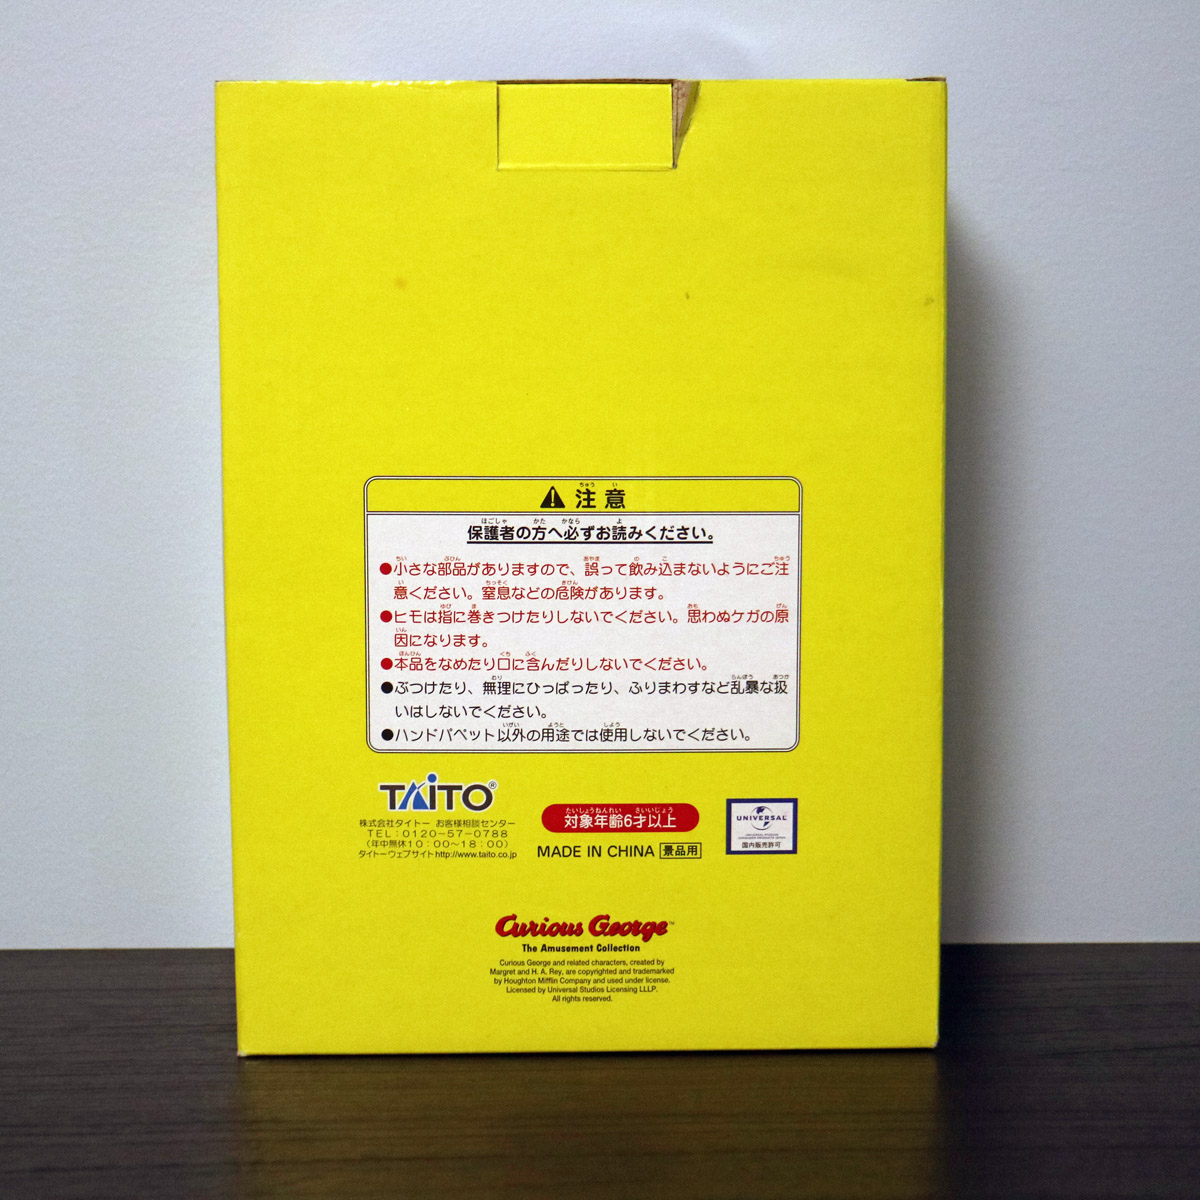 ⚠注意
保護者の方へ必ずお読みください。
●小さな部品がありますので、誤って飲み込まないようにご注
意ください。窒息などの危険があります。
●ヒモは指に巻きつけたりしないでください。思わぬケガの原
因になります。
●本品をなめたり口に含んだりしないでください。
●ぶつけたり、無理にひっぱったり、ふりまわすなど乱暴な扱
いはしないでください。
●ハンドパペット以外の用途では使用しないでください。
TAiTO®
株式会社タイトー お客様相談センター
TEL:0120-57-0788
(年中無休10:00~18:00)
タイトーウェブサイトhttp://www.taito.co.jp
対象年齢6才以上
MADE IN CHINA 景品用
UNIVERSAL
UNIVERSAL STUDIOS
CONSUMER PRODUCTS JAPAN
国内販売許可
Curious George™
The Amusement Collection
Curious George and related characters, created by
Margret and H. A. Rey, are copyrighted and trademarked
by Houghton Mifflin Company and used under license.
Licensed by Universal Studios Licensing LLLP.
All rights reserved.